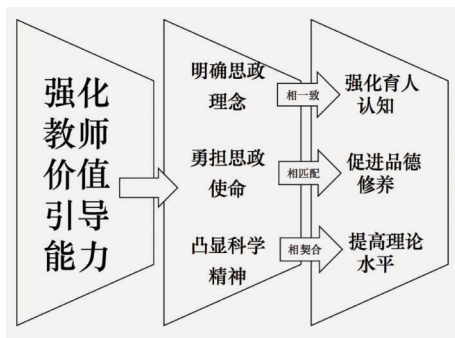 强化
教师
价值
引导
能力
明确思政
理念
相一致
强化育人
认知
勇担思政
使命
相匹配
促进品德
修养
凸显科学
精神
相契合
提高理论
水平